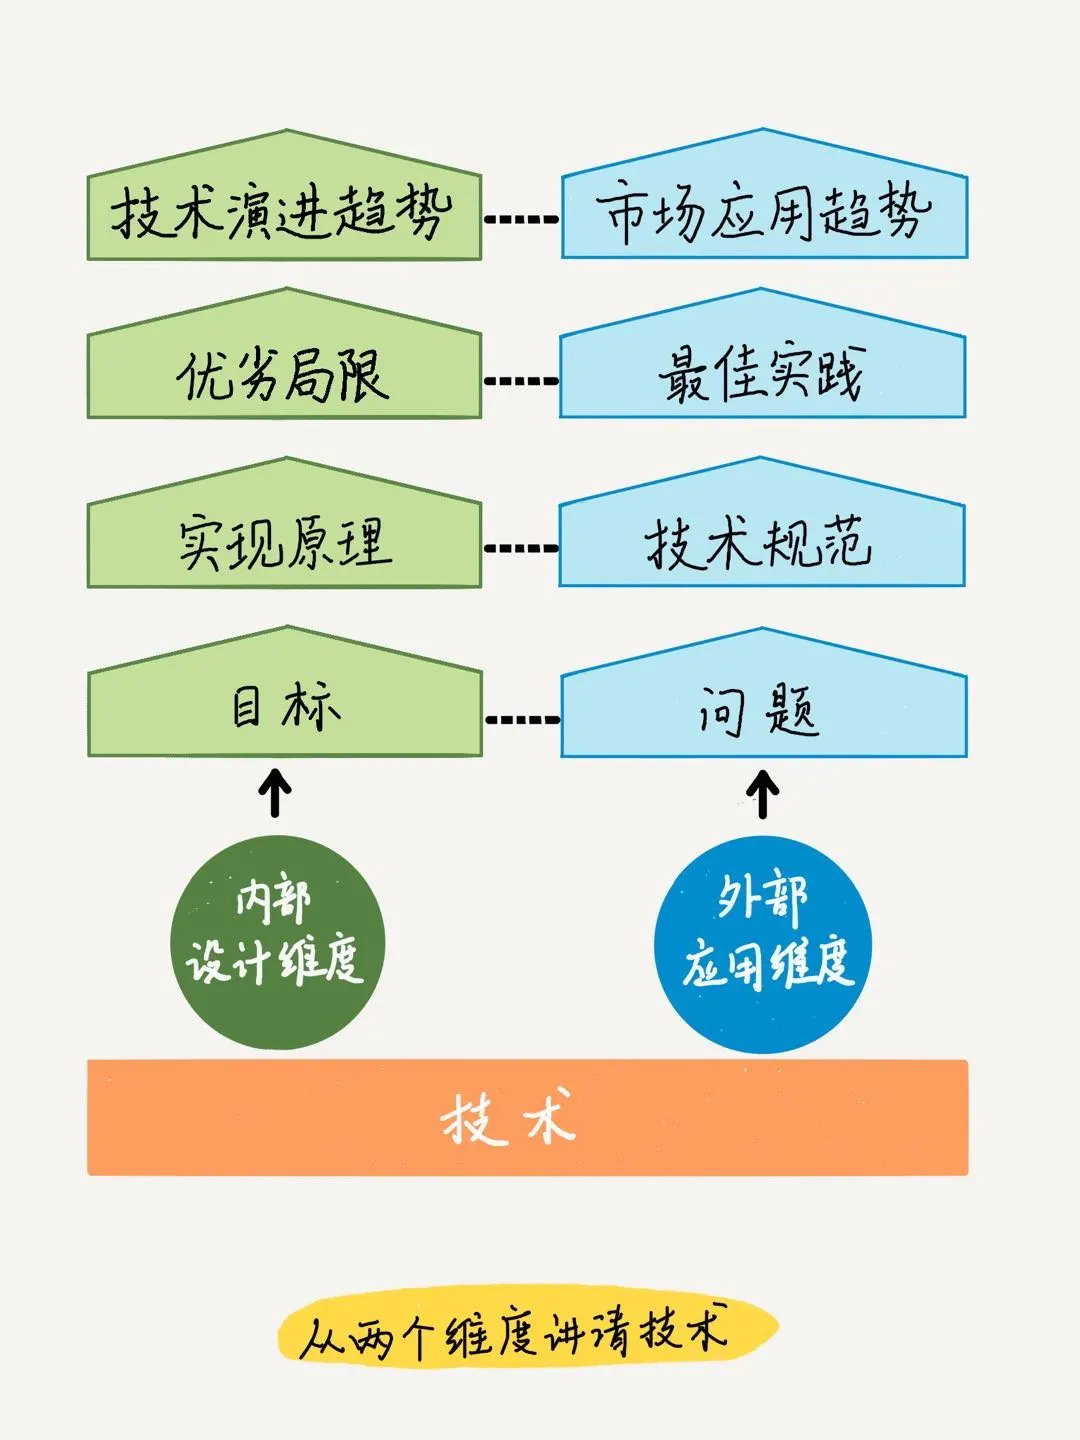 技术演进趋势
市场应用趋势
优劣局限
最佳实践
实现原理
技术规范
目标
问题
内部
设计维度
外部
应用维度
技术
从两个维度讲请技术